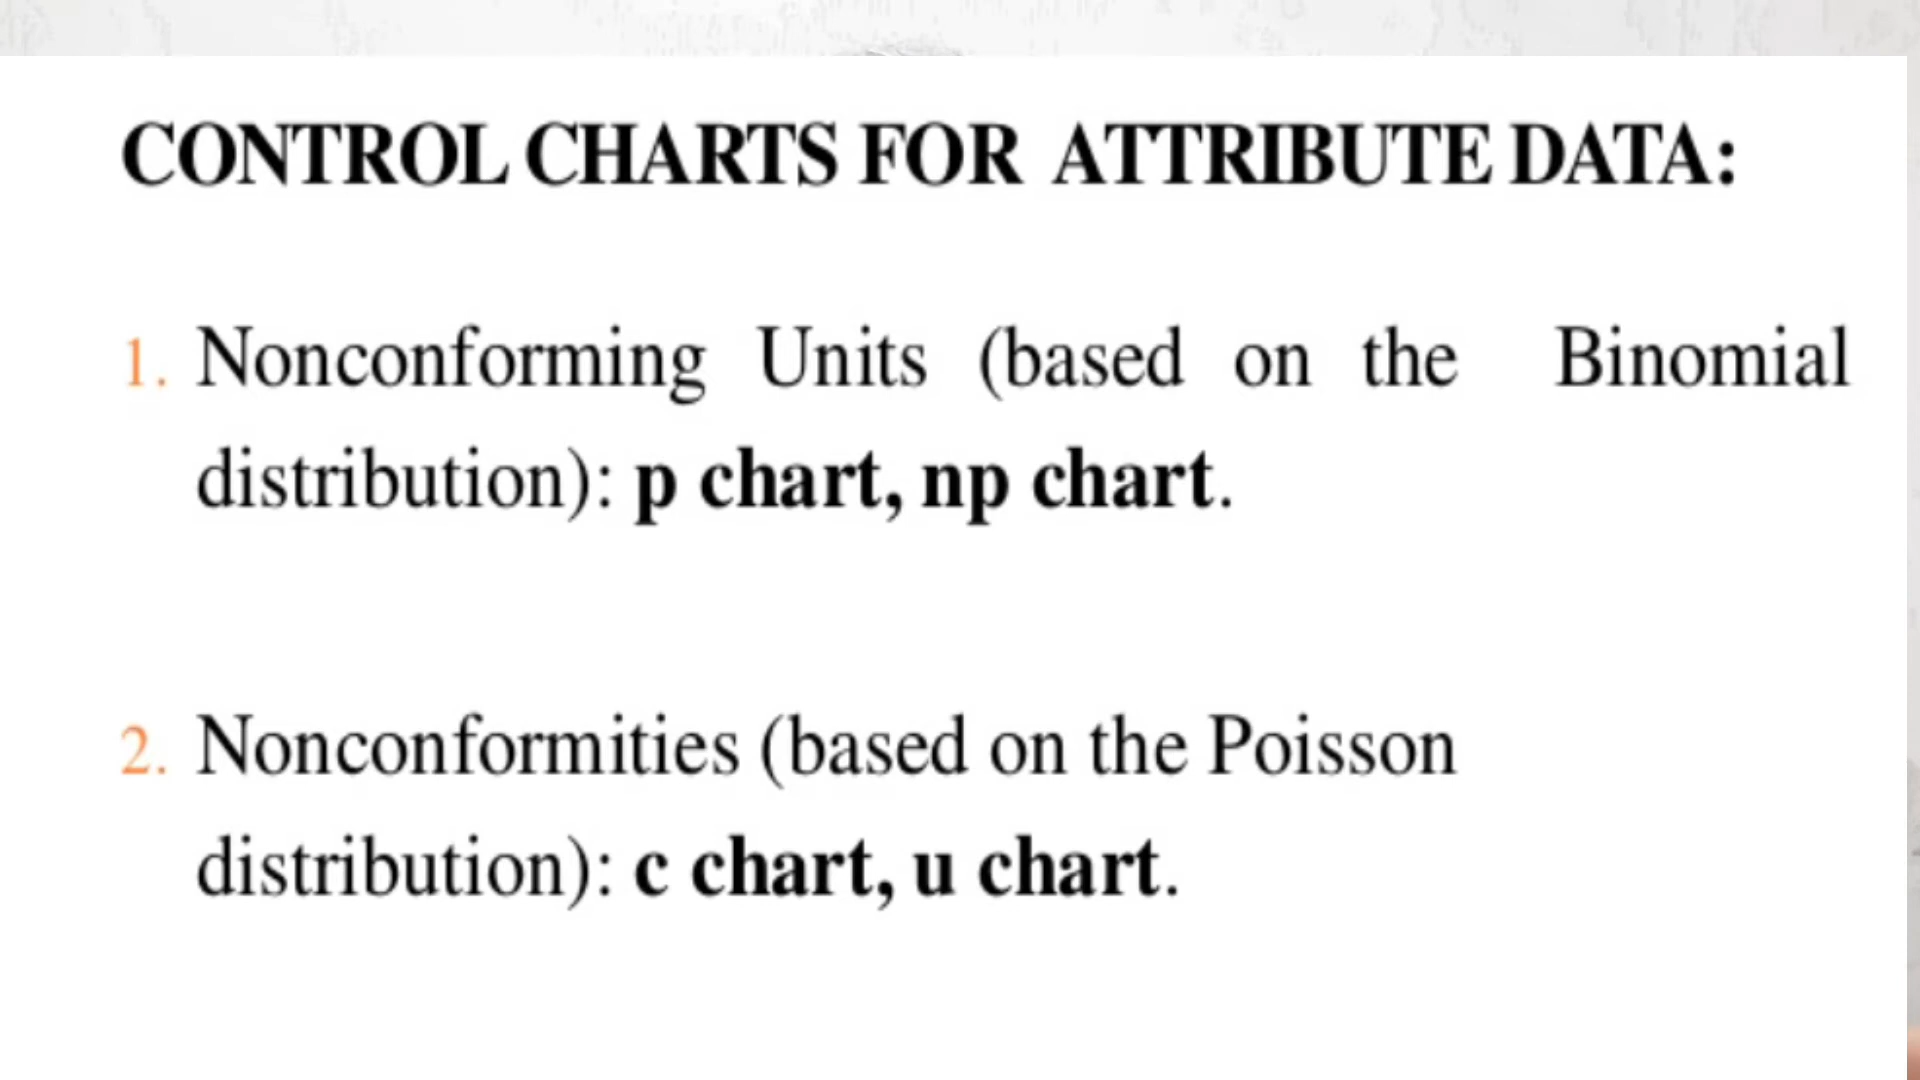 CONTROL CHARTS FOR ATTRIBUTE DATA:
1. Nonconforming Units (based on the Binomial
distribution): p chart, np chart.
2. Nonconformities (based on the Poisson
distribution): c chart, u chart.